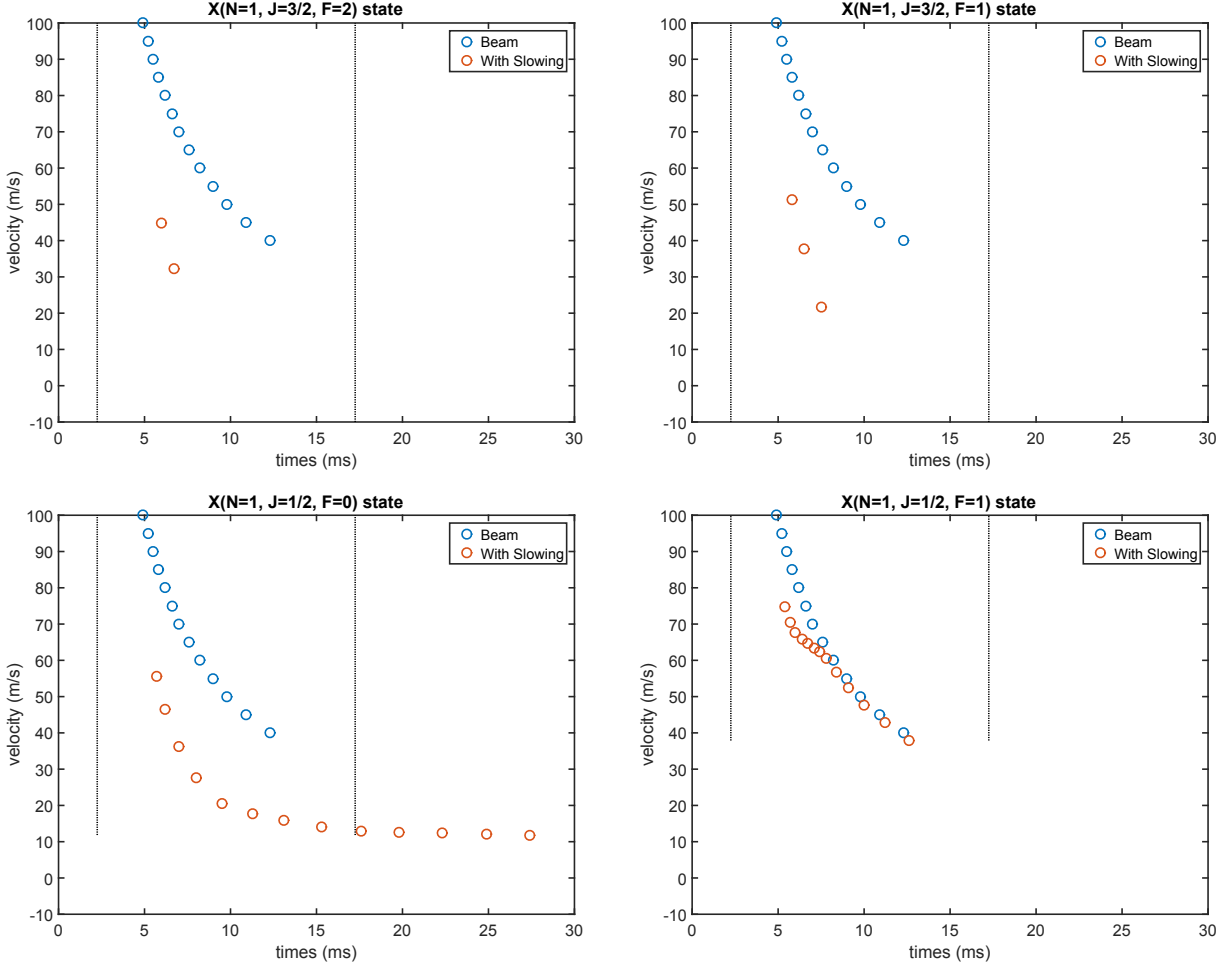 X(N=1, J=3/2, F=2) state
Beam
With Slowing
100
90
80
70
60
50
40
30
20
10
0
-10
velocity (m/s)
0 5 10 15 20 25 30
times (ms)
X(N=1, J=3/2, F=1) state
Beam
With Slowing
100
90
80
70
60
50
40
30
20
10
0
-10
velocity (m/s)
0 5 10 15 20 25 30
times (ms)
X(N=1, J=1/2, F=0) state
Beam
With Slowing
100
90
80
70
60
50
40
30
20
10
0
-10
velocity (m/s)
0 5 10 15 20 25 30
times (ms)
X(N=1, J=1/2, F=1) state
Beam
With Slowing
100
90
80
70
60
50
40
30
20
10
0
-10
velocity (m/s)
0 5 10 15 20 25 30
times (ms)